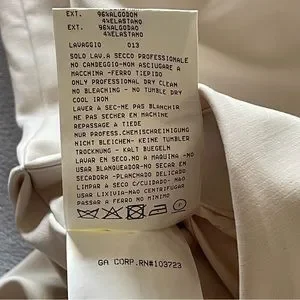 EXT. 96%ALGODON
4%ELASTANO
EXT. 96%ALGODAO
4%ELASTANO
LAVAGGIO 013
SOLO LAV.A SECCO PROFESSIONALE
NO CANDEGGIO-NON ASCIUGARE A
MACCHINA -FERRO TIEPIDO
ONLY PROFESSIONAL DRY CLEAN
NO BLEACHING - NO TUMBLE DRY
COOL IRON
LAVER A SEC-NE PAS BLANCHIR
NE PAS SECHER EN MACHINE
REPASSAGE A TIEDE
NUR PROFESS.CHEMISCHREINIGUNG
NICHT BLEICHEN- KEINE TUMBLER
TROCKNUNG - KALT BUEGELN
LAVAR EN SECO.NO A MAQUINA -NO
USAR BLANQUEADOR-NO SECAR EN
SECADORA -PLANCHADO DELICADO
LIMPAR A SECO C/CUIDADO- NAO
USAR LIXIVIA-NAO CENTRIFUGAR
PASSAR A FERRO MORNO
GA CORP.RN#103723